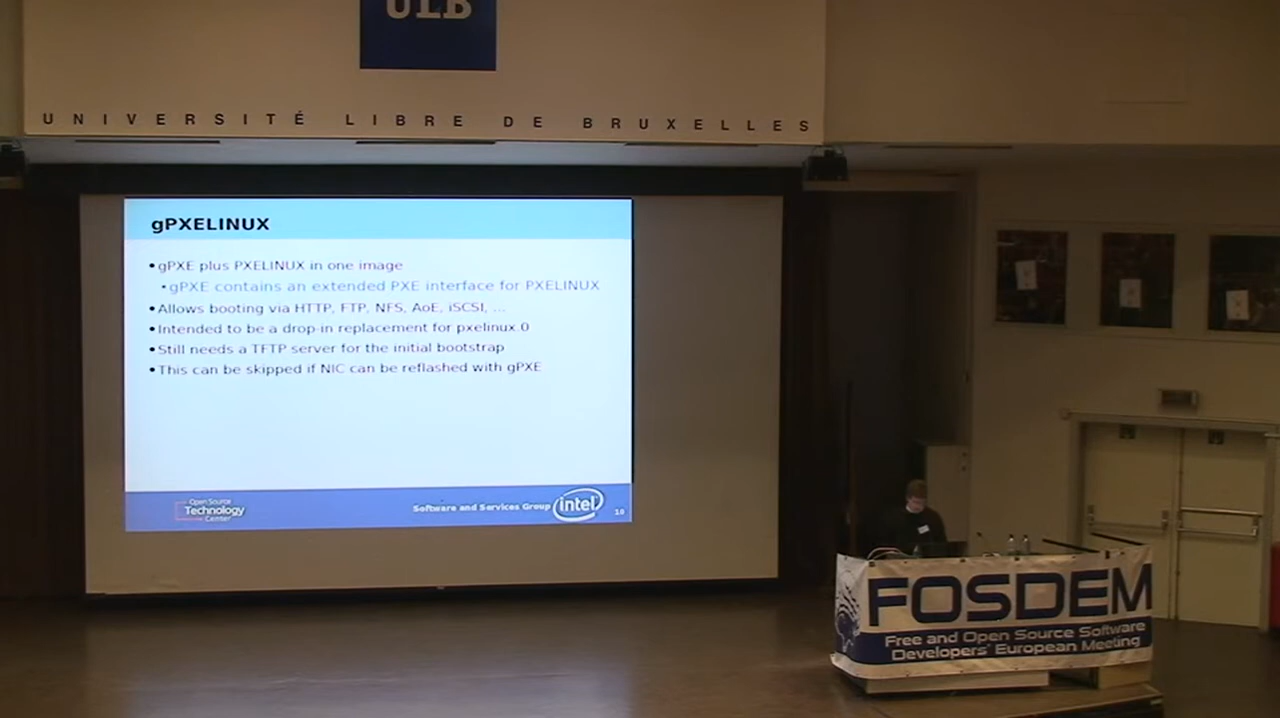 ULB
UNIVERSITÉ LIBRE DE BRUXELLES
gPXELINUX
•gPXE plus PXELINUX in one image
•gPXE contains an extended PXE interface for PXELINUX
•Allows booting via HTTP, FTP, NFS, AoE, iSCSI, ...
•Intended to be a drop-in replacement for pxelinux.0
•Still needs a TFTP server for the initial bootstrap
•This can be skipped if NIC can be reflashed with gPXE
Open Source
Technology
Center
Software and Services Group
intel
10
FOSDEM
Free and Open Source Software
Developers' European Meeting